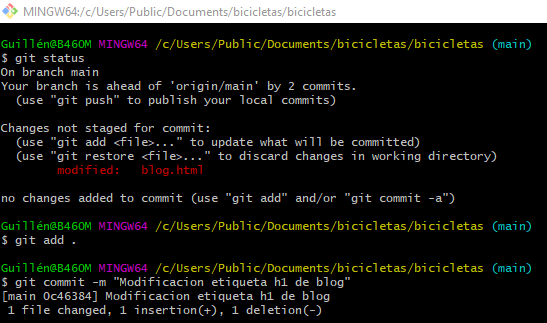 MINGW64:/c/Users/Public/Documents/bicicletas/bicicletas
Guillén@B46OM MINGW64 /c/Users/Public/Documents/bicicletas/bicicletas (main)
$ git status
On branch main
Your branch is ahead of 'origin/main' by 2 commits.
  (use "git push" to publish your local commits)

Changes not staged for commit:
  (use "git add <file>..." to update what will be committed)
  (use "git restore <file>..." to discard changes in working directory)
        modified:   blog.html

no changes added to commit (use "git add" and/or "git commit -a")

Guillén@B46OM MINGW64 /c/Users/Public/Documents/bicicletas/bicicletas (main)
$ git add .

Guillén@B46OM MINGW64 /c/Users/Public/Documents/bicicletas/bicicletas (main)
$ git commit -m "Modificacion etiqueta h1 de blog"
[main 0c46384] Modificacion etiqueta h1 de blog
 1 file changed, 1 insertion(+), 1 deletion(-)